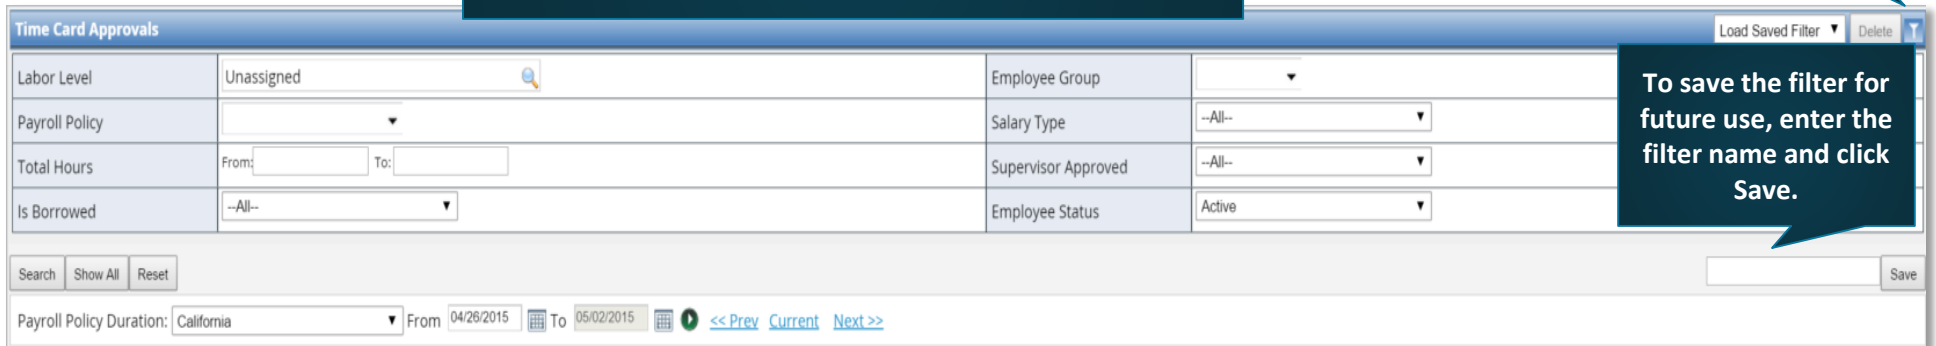 Time Card Approvals Load Saved Filter Delete
Labor Level Unassigned Employee Group
Payroll Policy Salary Type --All--
Total Hours From: To: Supervisor Approved --All--
Is Borrowed --All-- Employee Status Active
To save the filter for
future use, enter the
filter name and click
Save.
Search Show All Reset Save
Payroll Policy Duration: California From 04/26/2015 To 05/02/2015 << Prev Current Next >>